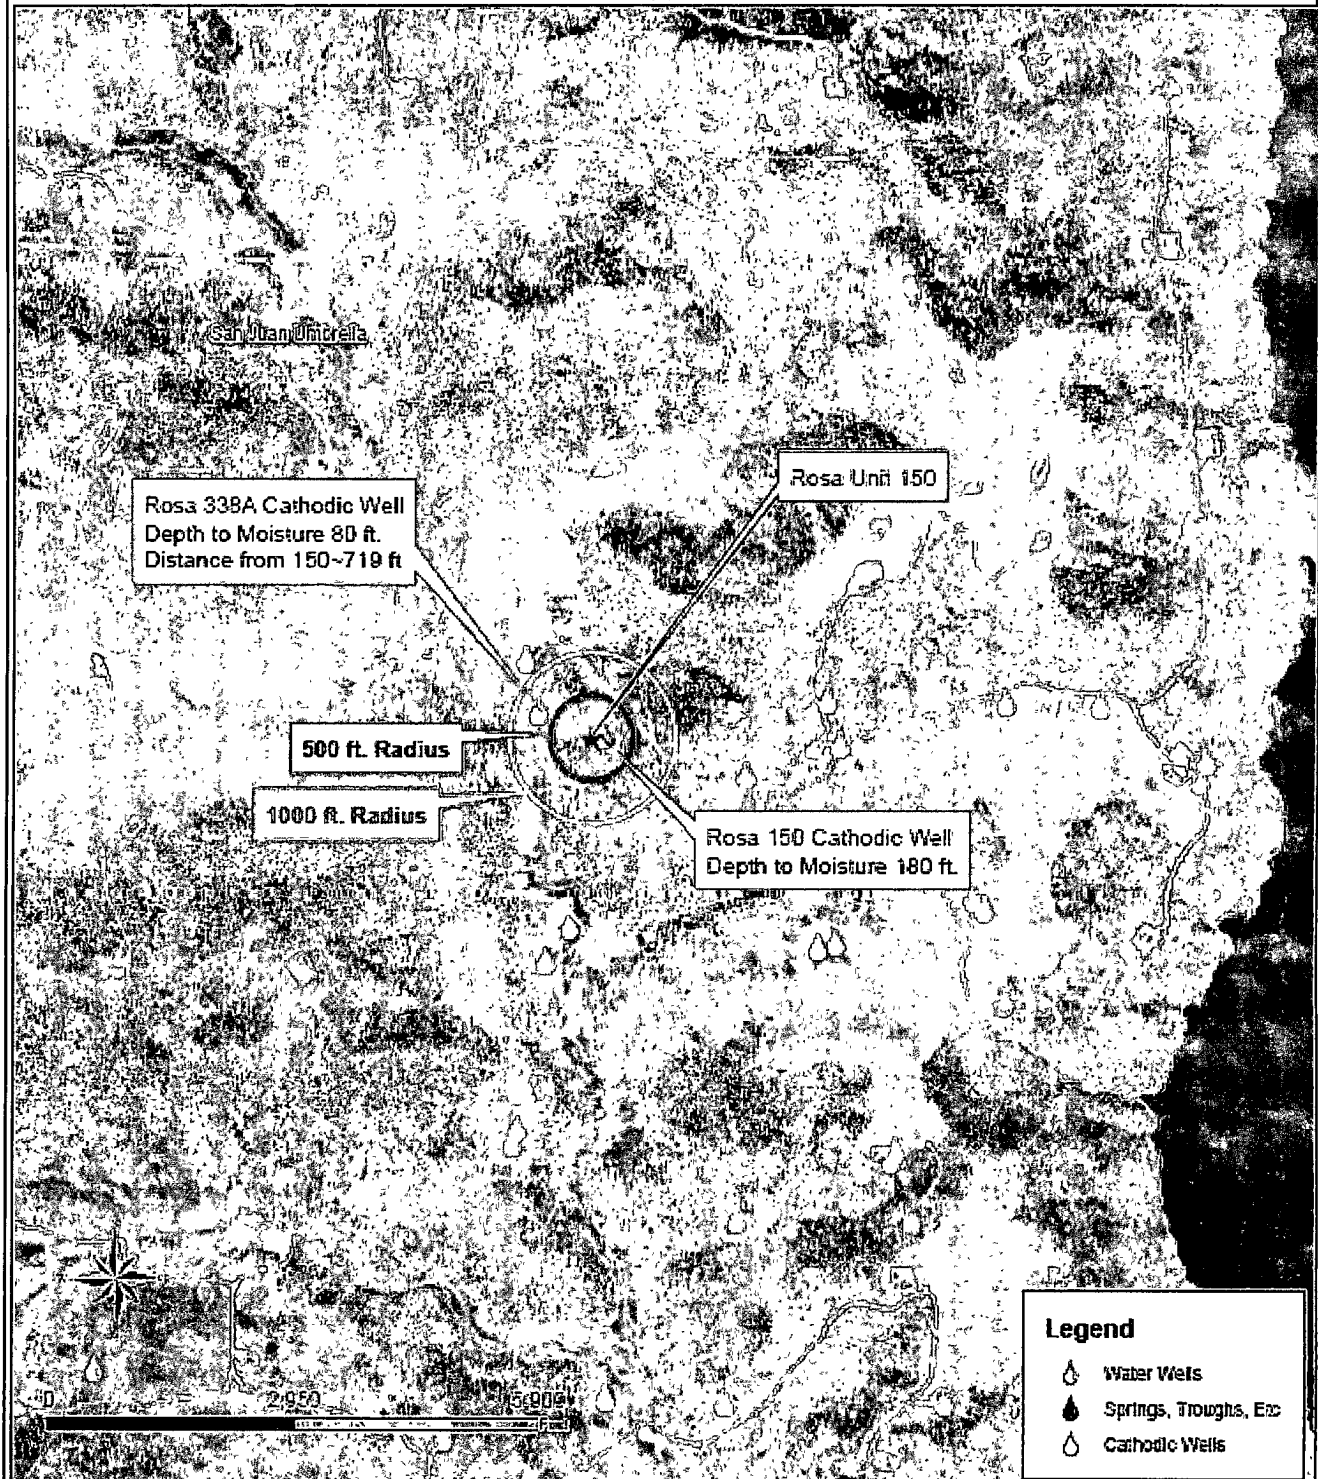 San Juan Umbrella
Rosa Unit 150
Rosa 338A Cathodic Well
Depth to Moisture 80 ft.
Distance from 150~719 ft
500 ft. Radius
1000 ft. Radius
Rosa 150 Cathodic Well
Depth to Moisture 180 ft.
0 2,950 5,900
Feet
Legend
Water Wells
Springs, Troughs, Etc
Cathodic Wells